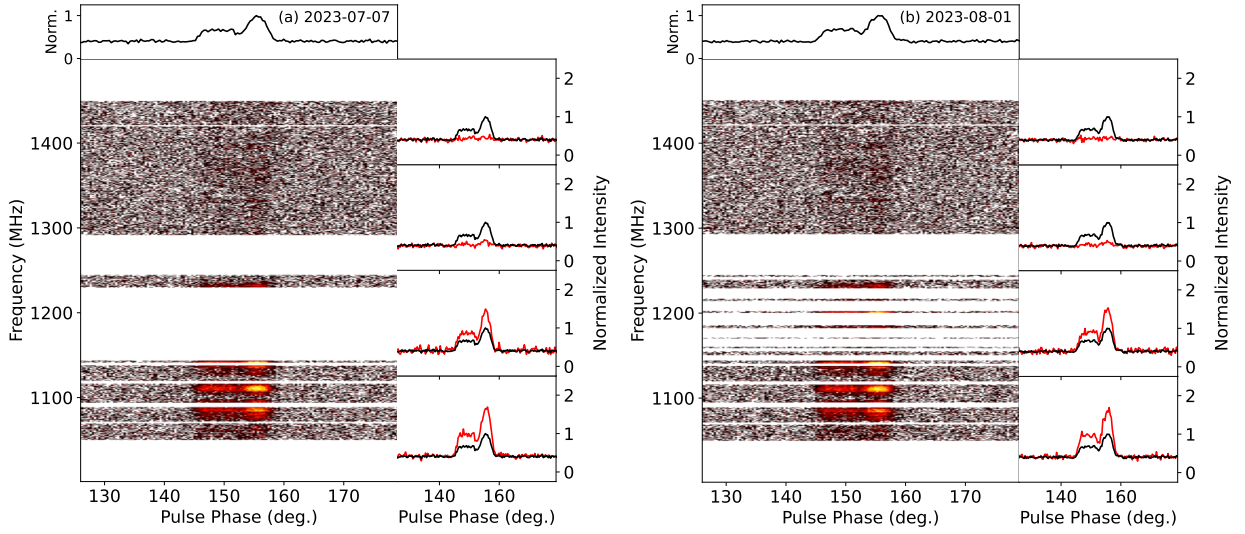 Norm.
1
0
(a) 2023-07-07
Frequency (MHz)
1400
1300
1200
1100
130 140 150 160 170
Pulse Phase (deg.)
2
1
0
2
1
0
2
1
0
2
1
0
140 160
Pulse Phase (deg.)
Normalized Intensity
Norm.
1
0
(b) 2023-08-01
Frequency (MHz)
1400
1300
1200
1100
130 140 150 160 170
Pulse Phase (deg.)
2
1
0
2
1
0
2
1
0
2
1
0
140 160
Pulse Phase (deg.)
Normalized Intensity